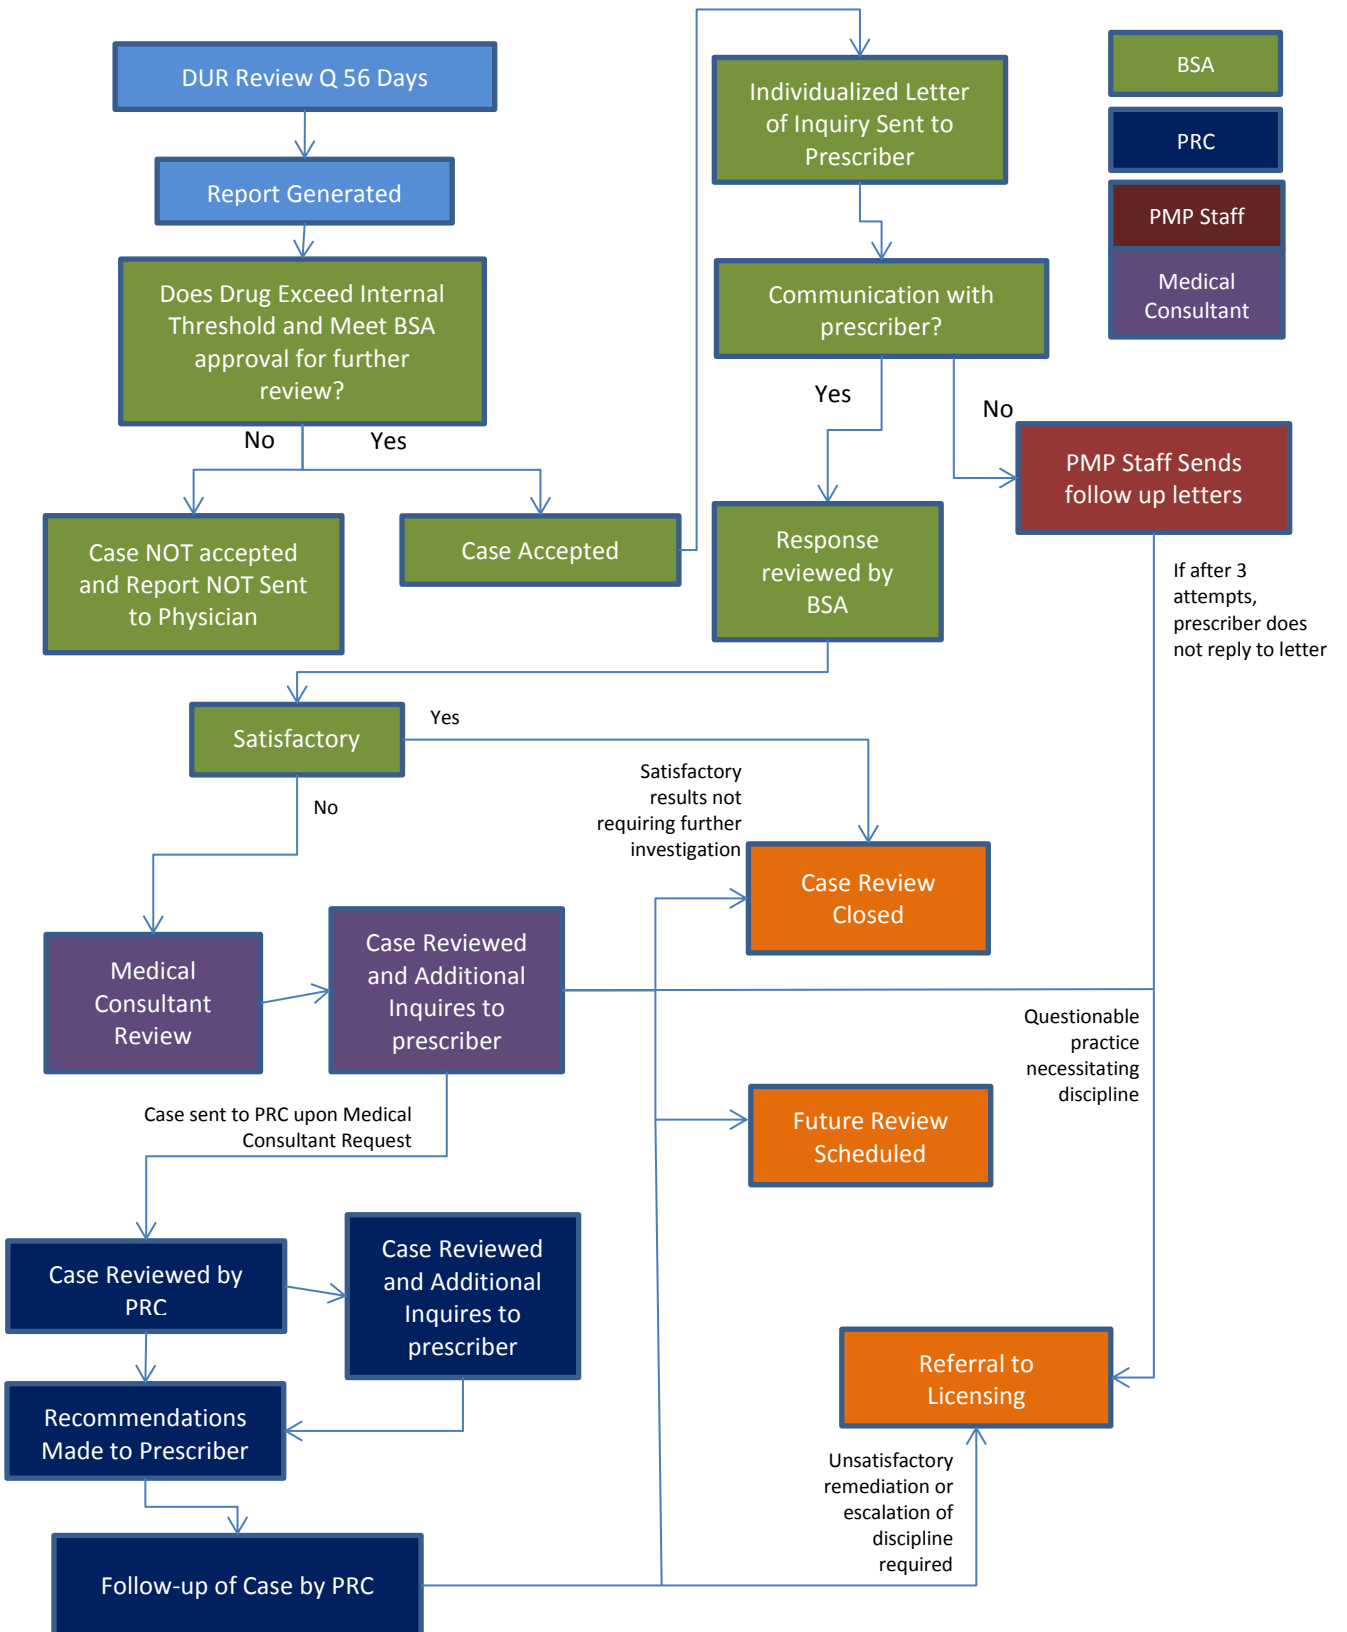 DUR Review Q 56 Days
Report Generated
Does Drug Exceed Internal
Threshold and Meet BSA
approval for further
review?
No
Yes
Case NOT accepted
and Report NOT Sent
to Physician
Case Accepted
Individualized Letter
of Inquiry Sent to
Prescriber
Communication with
prescriber?
Yes
No
PMP Staff Sends
follow up letters
If after 3
attempts,
prescriber does
not reply to letter
Response
reviewed by
BSA
Satisfactory
Yes
No
Satisfactory
results not
requiring further
investigation
Case Review
Closed
Medical
Consultant
Review
Case Reviewed
and Additional
Inquires to
prescriber
Questionable
practice
necessitating
discipline
Case sent to PRC upon Medical
Consultant Request
Future Review
Scheduled
Case Reviewed by
PRC
Case Reviewed
and Additional
Inquires to
prescriber
Recommendations
Made to Prescriber
Referral to
Licensing
Unsatisfactory
remediation or
escalation of
discipline
required
Follow-up of Case by PRC
BSA
PRC
PMP Staff
Medical
Consultant